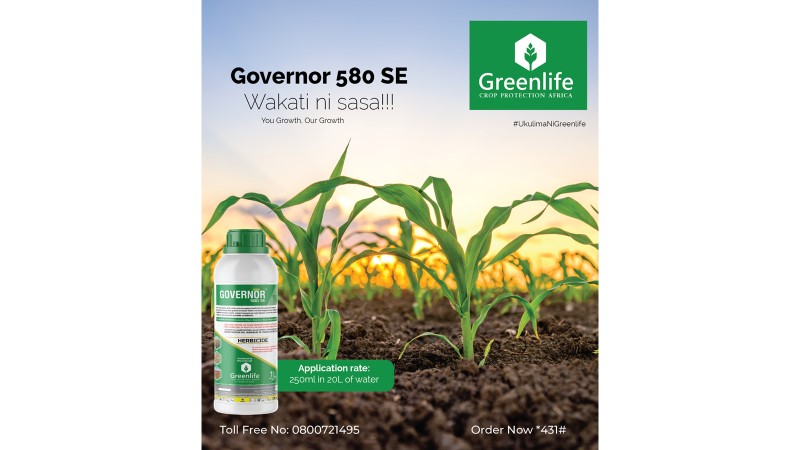 Governor 580 SE
Wakati ni sasa!!!
You Growth, Our Growth
Greenlife
CROP PROTECTION AFRICA
#UkulimaNiGreenlife
GOVERNOR
HERBICIDE
Greenlife
Application rate:
250ml in 20L of water
Toll Free No: 0800721495
Order Now *431#